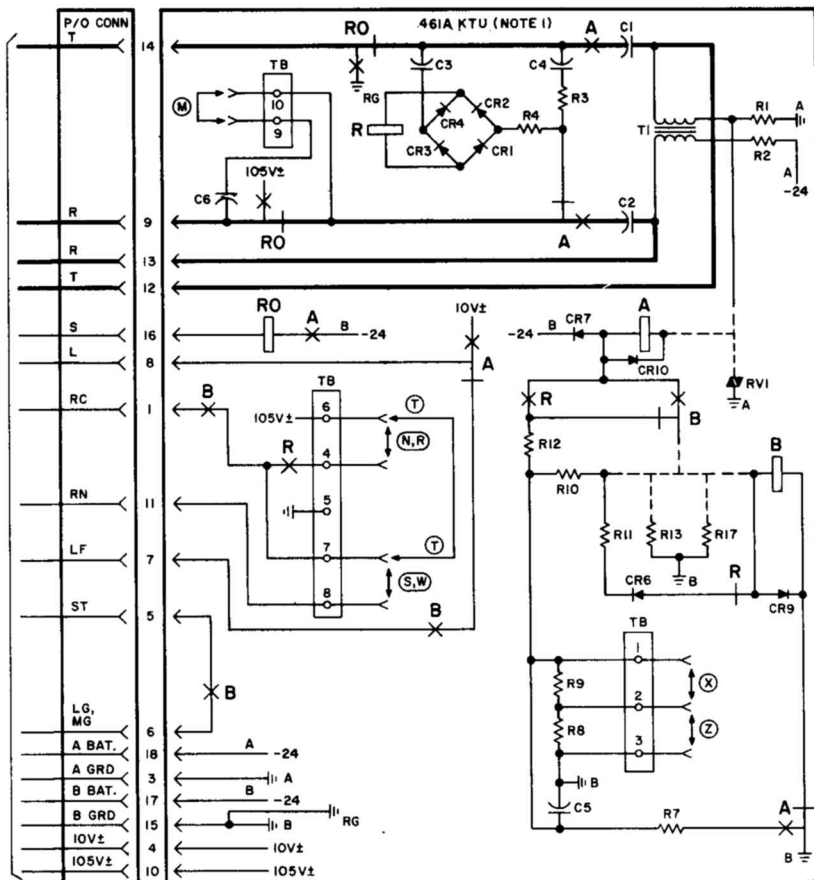 P/O CONN
461A KTU (NOTE 1)
T 14
RO
A C1
TB
C3
C4
R3
M
10
9
RG
CR2
CR4
R
R4
CR3
CR1
R1 A
T1
R2
A
-24
105V±
C6
R 9
RO
A
C2
R 13
T 12
S 16
RO
A
B
-24
10V±
-24
B
CR7
A
L 8
A
CR10
RV1
A
RC 1
B
TB
105V±
6
T
R
B
N,R
R12
R
4
R10
B
5
RN 11
R11
R13
R17
7
T
LF 7
S,W
B
CR6
R
CR9
8
ST 5
B
TB
1
X
R9
B
2
LG,
MG 6
R8
Z
A BAT. 18 A -24
3
A GRD 3 A
B
B BAT. 17 B -24
C5
R7
A
B GRD 15 B
RG
10V± 4 10V±
B
105V± 10 105V±